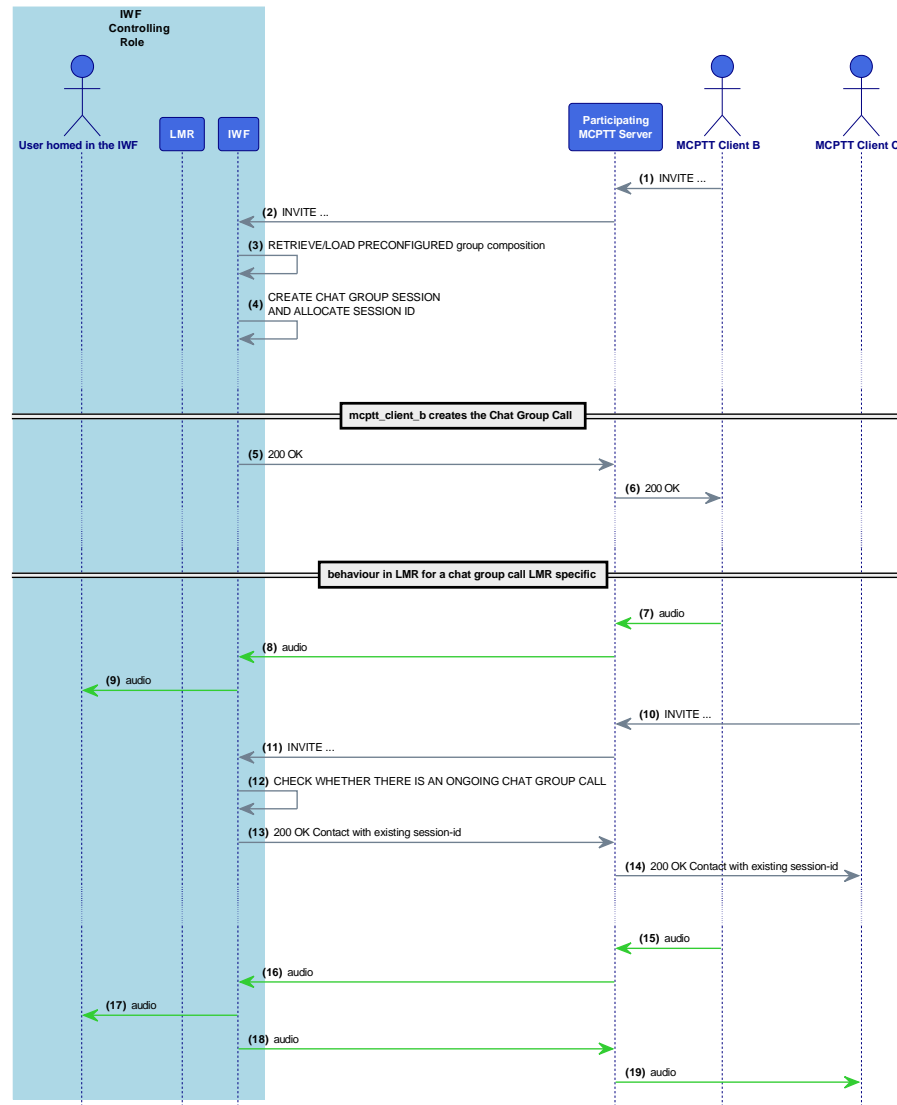 IWF
Controlling
Role
User homed in the IWF
LMR
IWF
Participating
MCPTT Server
MCPTT Client B
MCPTT Client C
(1) INVITE ...
(2) INVITE ...
(3) RETRIEVE/LOAD PRECONFIGURED group composition
(4) CREATE CHAT GROUP SESSION
AND ALLOCATE SESSION ID
mcptt_client_b creates the Chat Group Call
(5) 200 OK
(6) 200 OK
behaviour in LMR for a chat group call LMR specific
(7) audio
(8) audio
(9) audio
(10) INVITE ...
(11) INVITE ...
(12) CHECK WHETHER THERE IS AN ONGOING CHAT GROUP CALL
(13) 200 OK Contact with existing session-id
(14) 200 OK Contact with existing session-id
(15) audio
(16) audio
(17) audio
(18) audio
(19) audio